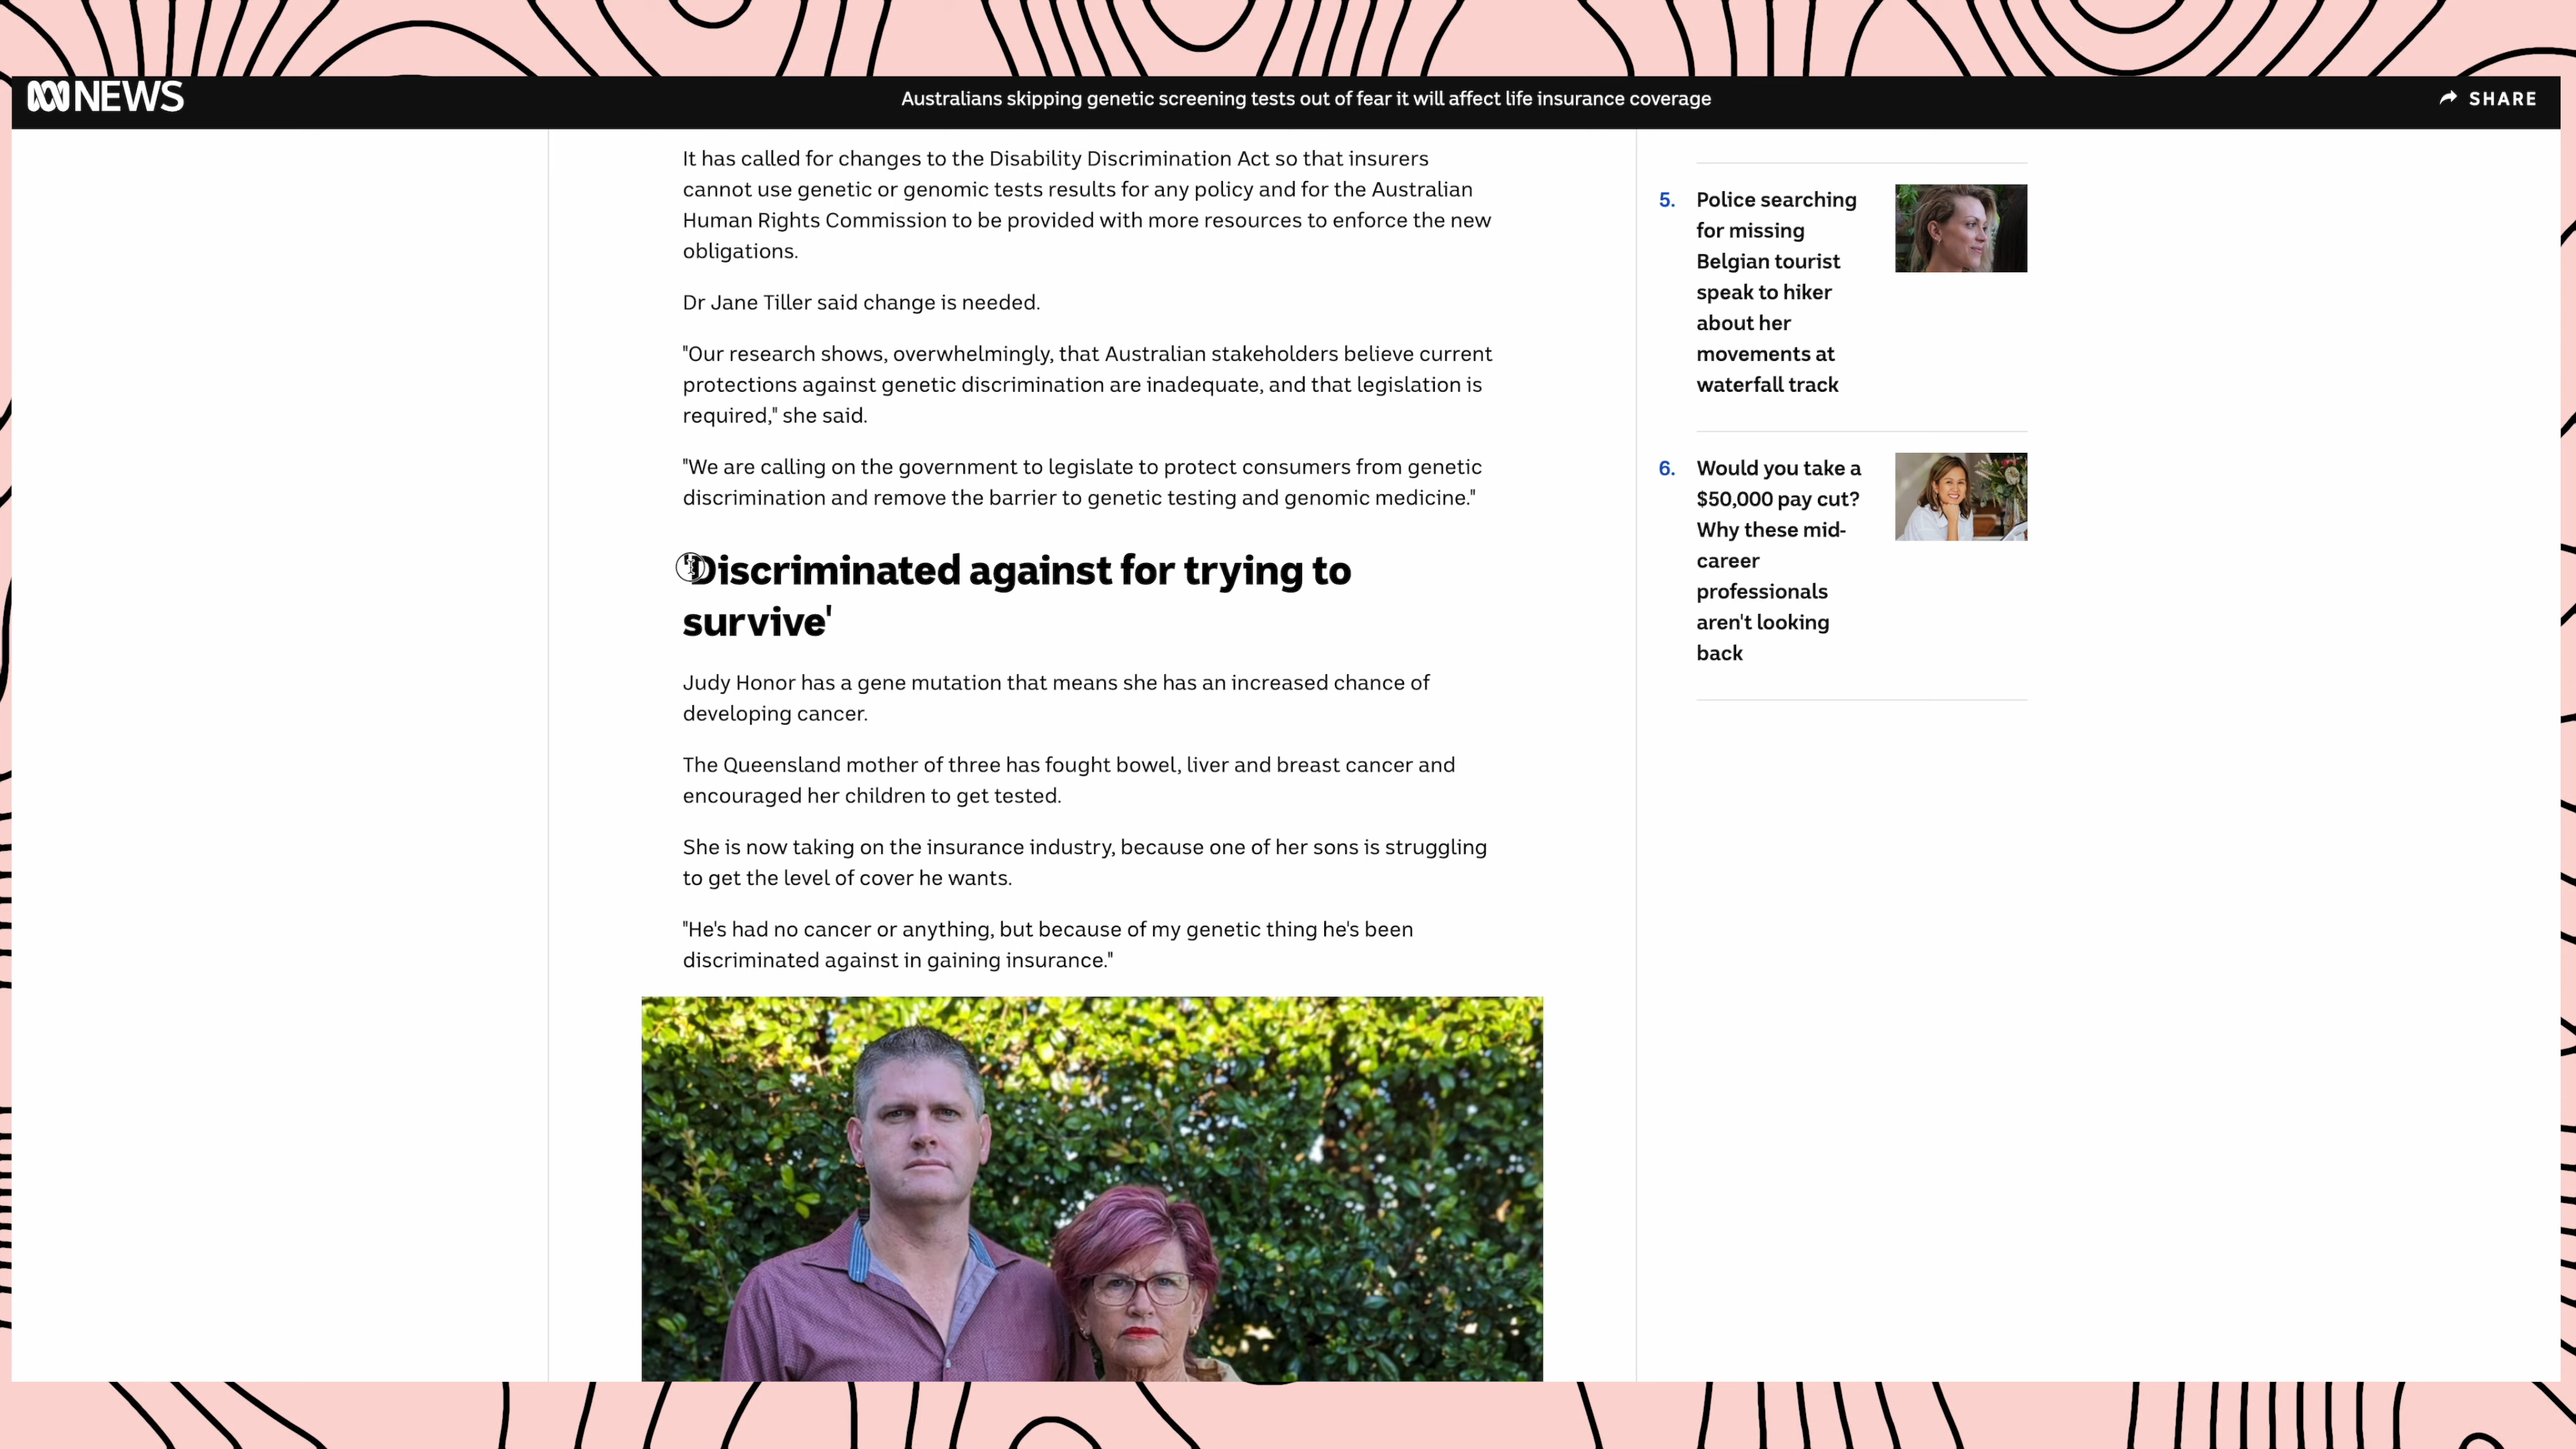 NEWS
Australians skipping genetic screening tests out of fear it will affect life insurance coverage
SHARE
It has called for changes to the Disability Discrimination Act so that insurers
cannot use genetic or genomic tests results for any policy and for the Australian
Human Rights Commission to be provided with more resources to enforce the new
obligations.
Dr Jane Tiller said change is needed.
"Our research shows, overwhelmingly, that Australian stakeholders believe current
protections against genetic discrimination are inadequate, and that legislation is
required," she said.
"We are calling on the government to legislate to protect consumers from genetic
discrimination and remove the barrier to genetic testing and genomic medicine."
'Discriminated against for trying to
survive'
Judy Honor has a gene mutation that means she has an increased chance of
developing cancer.
The Queensland mother of three has fought bowel, liver and breast cancer and
encouraged her children to get tested.
She is now taking on the insurance industry, because one of her sons is struggling
to get the level of cover he wants.
"He's had no cancer or anything, but because of my genetic thing he's been
discriminated against in gaining insurance."
5. Police searching
for missing
Belgian tourist
speak to hiker
about her
movements at
waterfall track
6. Would you take a
$50,000 pay cut?
Why these mid-
career
professionals
aren't looking
back